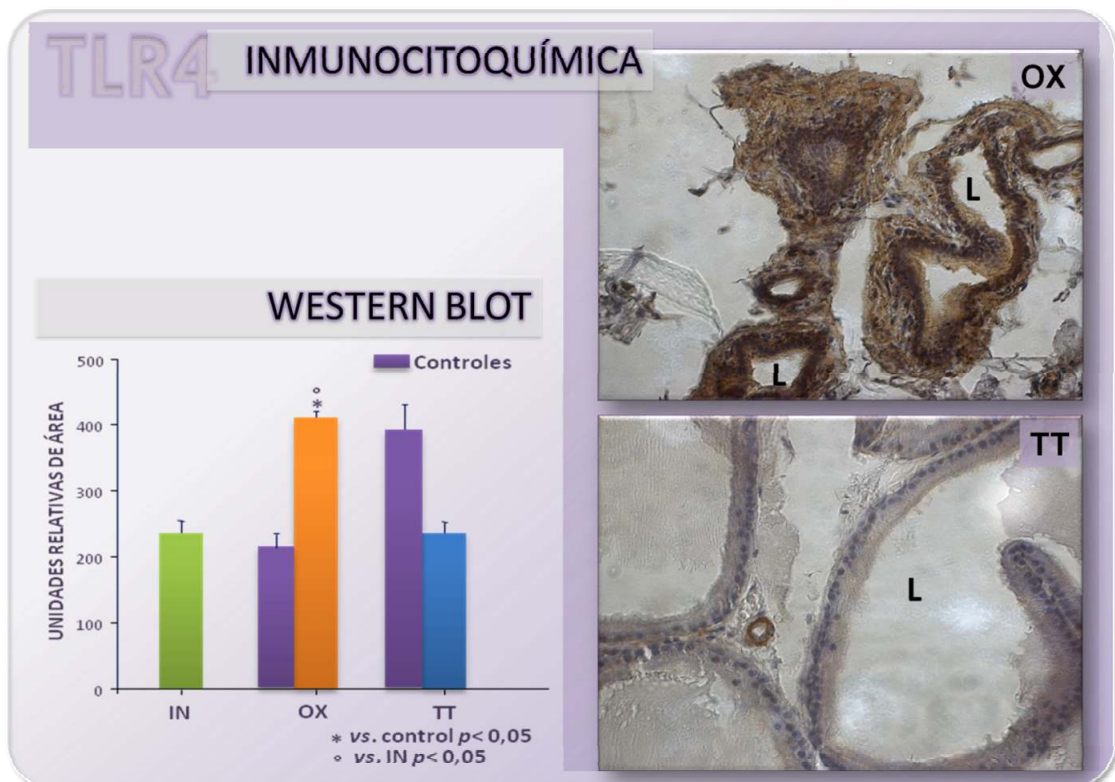 TLR4
INMUNOCITOQUÍMICA
OX
L
L
WESTERN BLOT
500
400
300
200
100
0
UNIDADES RELATIVAS DE ÁREA
Controles
°
*
IN
OX
TT
* vs. control p< 0,05
° vs. IN p< 0,05
TT
L